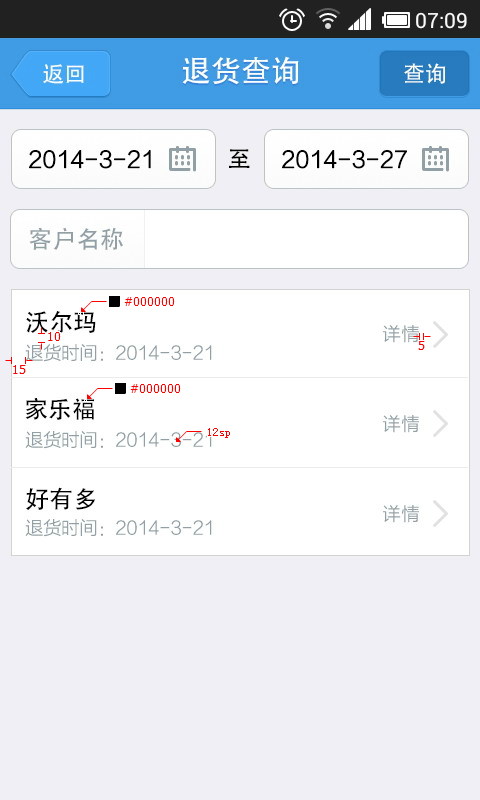 07:09
返回 退货查询 查询
2014-3-21 至 2014-3-27
客户名称
#000000
沃尔玛
详情
10
5
退货时间：2014-3-21
15
#000000
家乐福
详情
12sp
退货时间：2014-3-21
好有多
详情
退货时间：2014-3-21